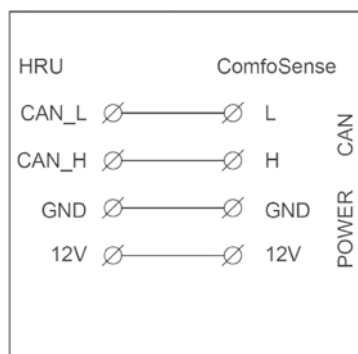 HRU ComfoSense
CAN_L L
CAN_H H
GND GND
12V 12V
CAN
POWER